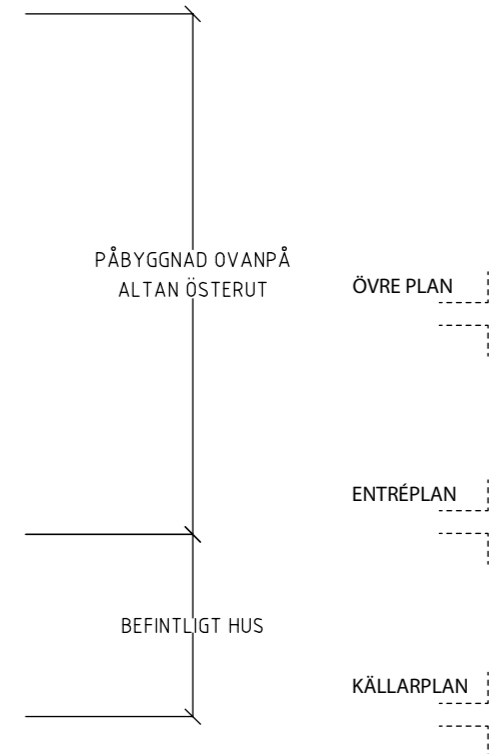 PÅBYGGNAD OVANPÅ
ALTAN ÖSTERUT
ÖVRE PLAN
ENTRÉPLAN
BEFINTLIGT HUS
KÄLLARPLAN